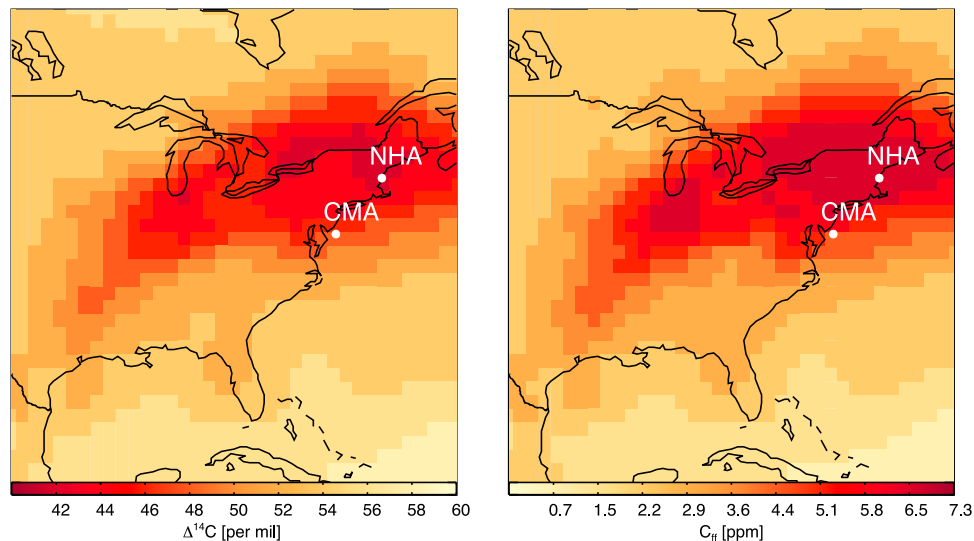 NHA
CMA
42 44 46 48 50 52 54 56 58 60
Δ¹⁴C [per mil]
NHA
CMA
0.7 1.5 2.2 2.9 3.6 4.4 5.1 5.8 6.5 7.3
C_ff [ppm]